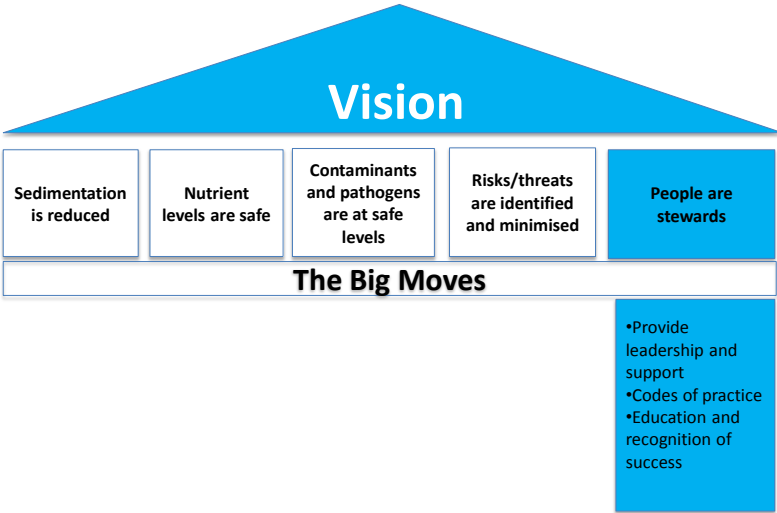 Vision
Sedimentation
is reduced
Nutrient
levels are safe
Contaminants
and pathogens
are at safe
levels
Risks/threats
are identified
and minimised
People are
stewards
The Big Moves
•Provide
leadership and
support
•Codes of practice
•Education and
recognition of
success